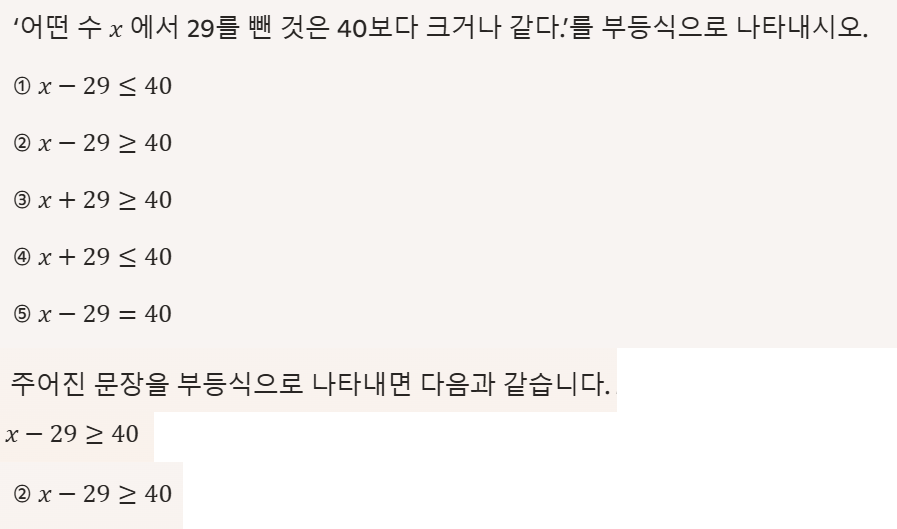 ‘어떤 수 x 에서 29를 뺀 것은 40보다 크거나 같다.’를 부등식으로 나타내시오.
① x − 29 ≤ 40
② x − 29 ≥ 40
③ x + 29 ≥ 40
④ x + 29 ≤ 40
⑤ x − 29 = 40
주어진 문장을 부등식으로 나타내면 다음과 같습니다.
x − 29 ≥ 40
② x − 29 ≥ 40